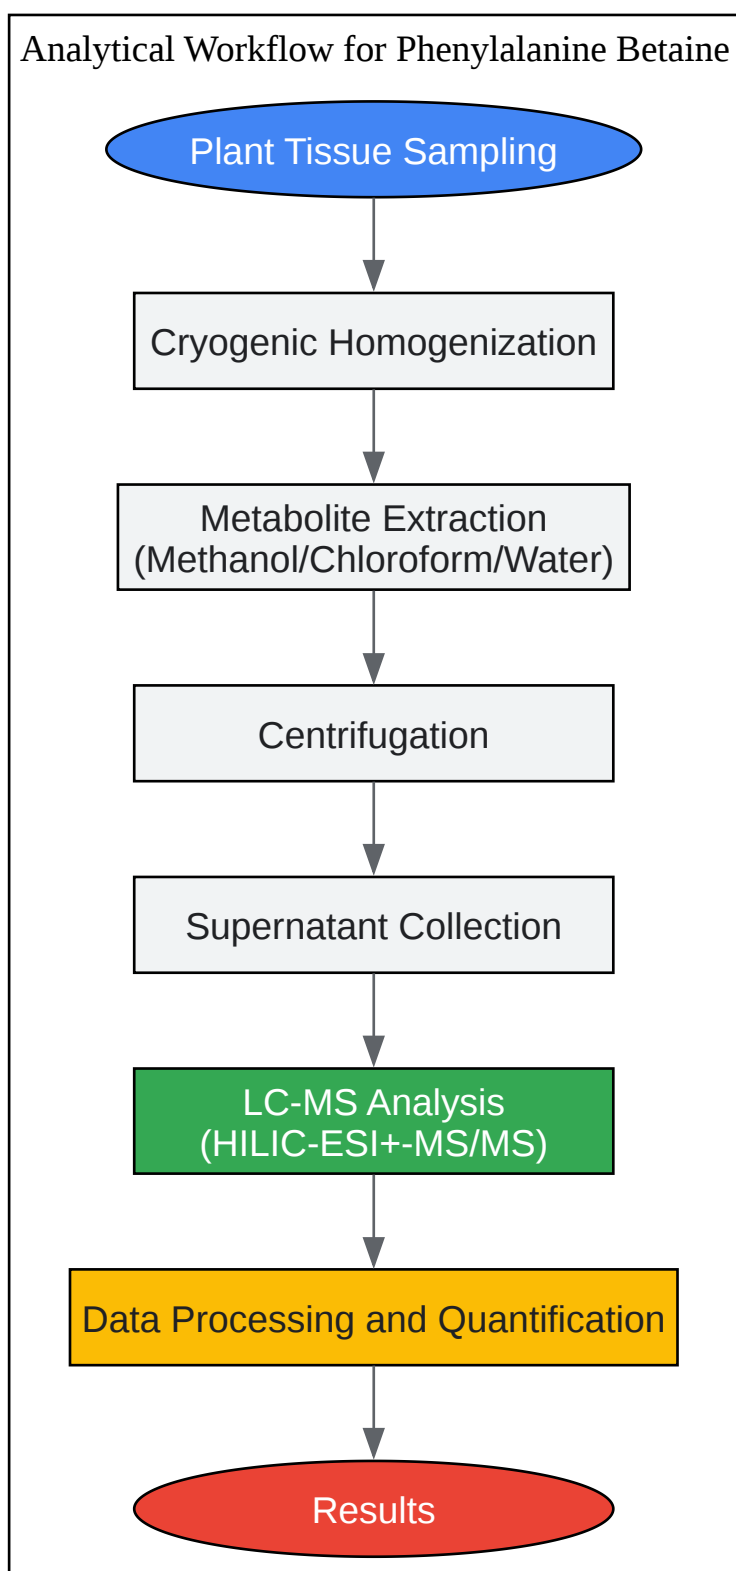 Analytical Workflow for Phenylalanine Betaine
Plant Tissue Sampling
Cryogenic Homogenization
Metabolite Extraction
(Methanol/Chloroform/Water)
Centrifugation
Supernatant Collection
LC-MS Analysis
(HILIC-ESI+-MS/MS)
Data Processing and Quantification
Results